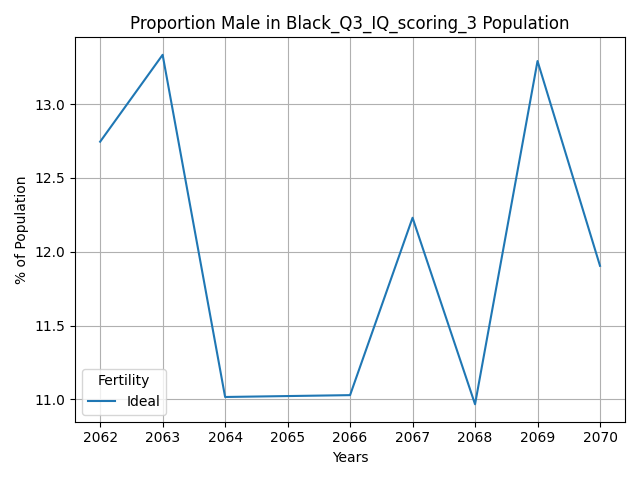 Proportion Male in Black_Q3_IQ_scoring_3 Population
% of Population
13.0
12.5
12.0
11.5
11.0
Fertility
Ideal
2062 2063 2064 2065 2066 2067 2068 2069 2070
Years